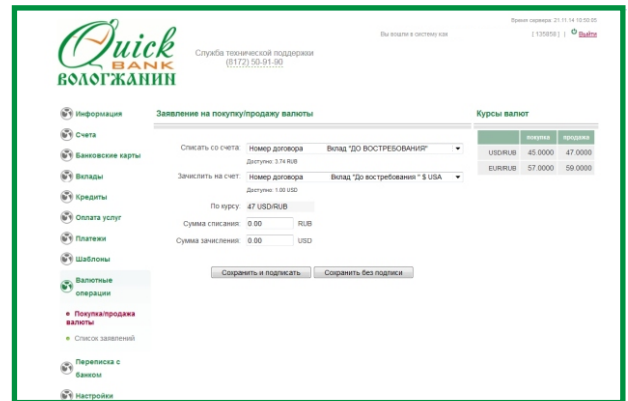 Время сервера: 21.11.14 10:50:05
Quick
BANK
ВОЛОГЖАНИН
Служба технической поддержки
(8172) 50-91-90
Вы вошли в систему как
[ 135959 ] | Выйти
Информация
Счета
Банковские карты
Вклады
Кредиты
Оплата услуг
Платежи
Шаблоны
Валютные
операции
Покупка/продажа
валюты
Список заявлений
Переписка с
банком
Настройки
Заявление на покупку/продажу валюты
Списать со счета: Номер договора Вклад "ДО ВОСТРЕБОВАНИЯ"
Доступно: 3.74 RUB
Зачислить на счет: Номер договора Вклад "До востребования " $ USA
Доступно: 1.00 USD
По курсу: 47 USD/RUB
Сумма списания: 0.00 RUB
Сумма зачисления: 0.00 USD
Сохранить и подписать Сохранить без подписи
Курсы валют
покупка продажа
USD/RUB 45.0000 47.0000
EUR/RUB 57.0000 59.0000